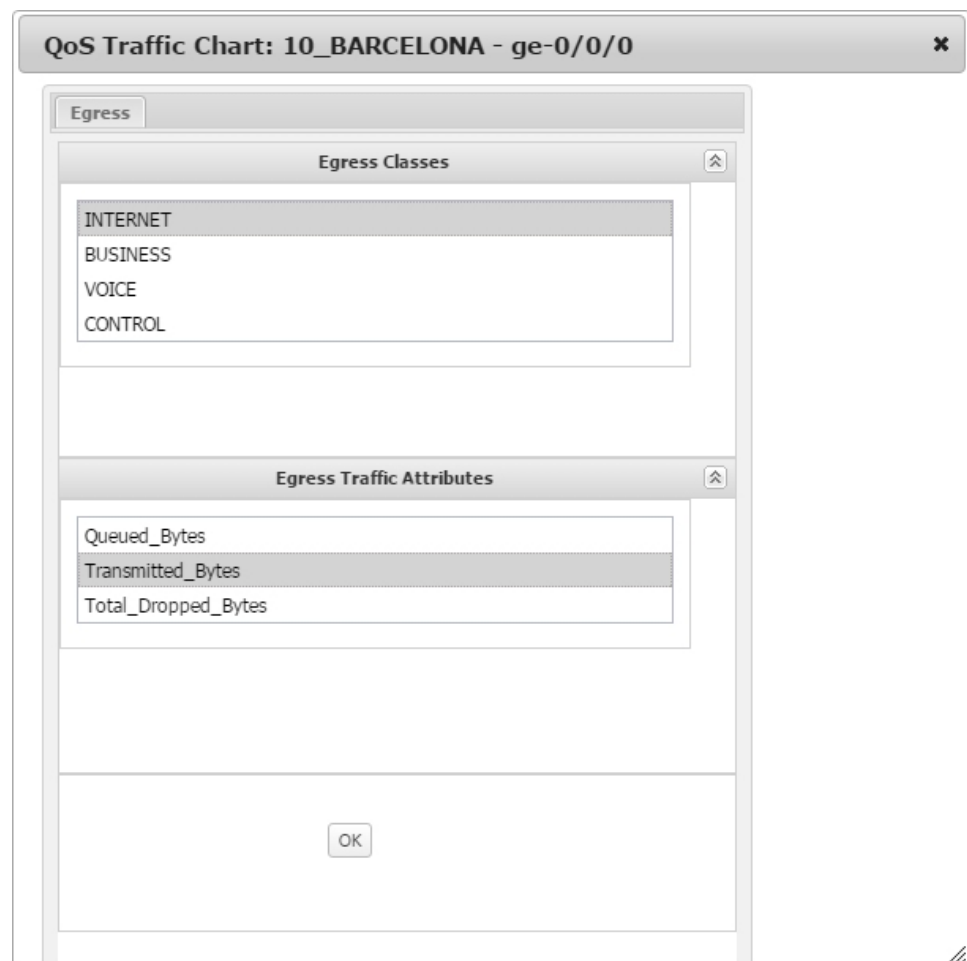 QoS Traffic Chart: 10_BARCELONA - ge-0/0/0
Egress
Egress Classes
INTERNET
BUSINESS
VOICE
CONTROL
Egress Traffic Attributes
Queued_Bytes
Transmitted_Bytes
Total_Dropped_Bytes
OK